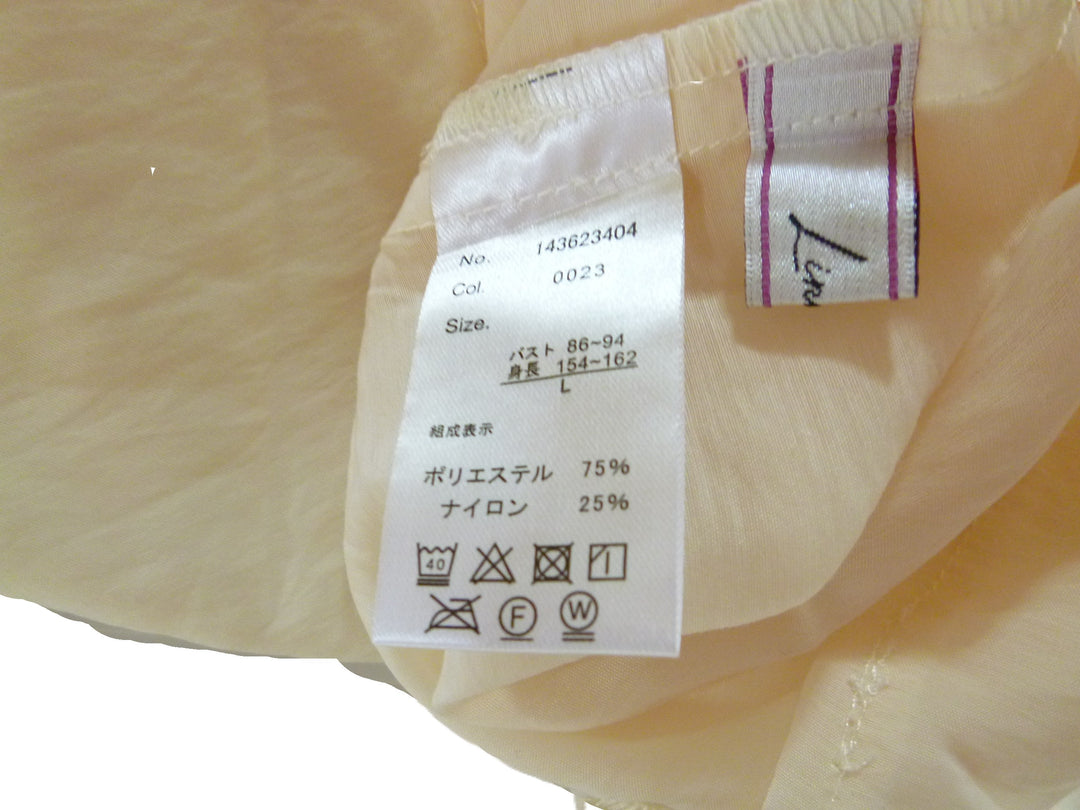 No. 143623404
Col. 0023
Size.
バスト 86~94
身長 154~162
L
組成表示
ポリエステル 75%
ナイロン 25%
40
F
W